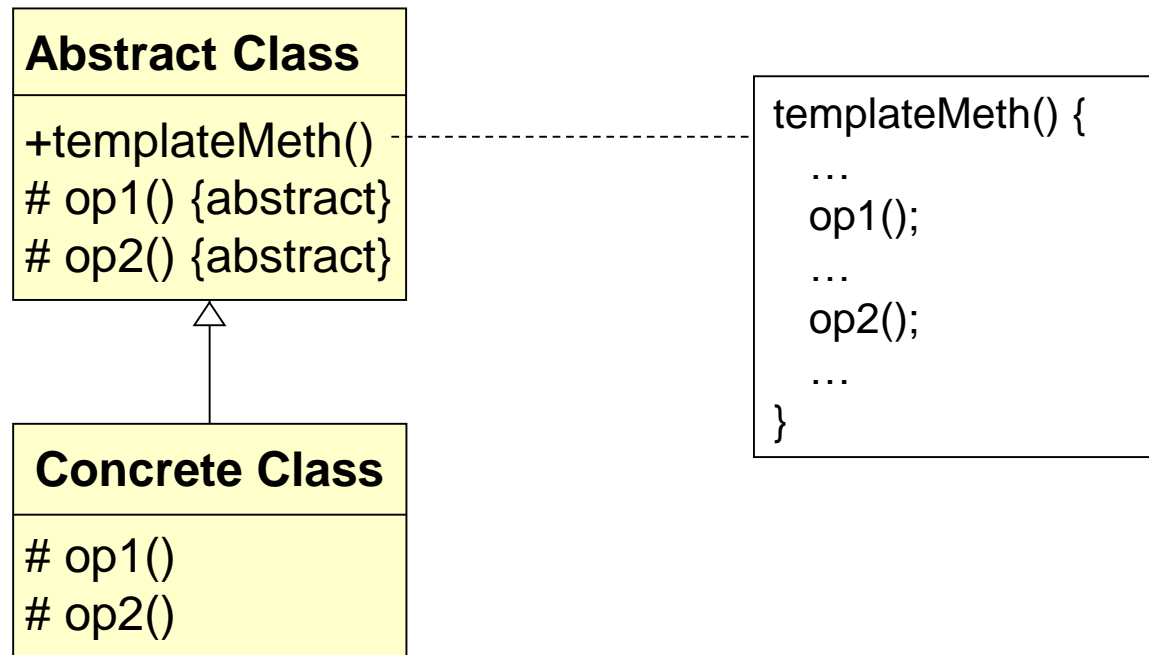 Abstract Class
+templateMeth()
# op1() {abstract}
# op2() {abstract}
templateMeth() {
…
op1();
…
op2();
…
}
Concrete Class
# op1()
# op2()